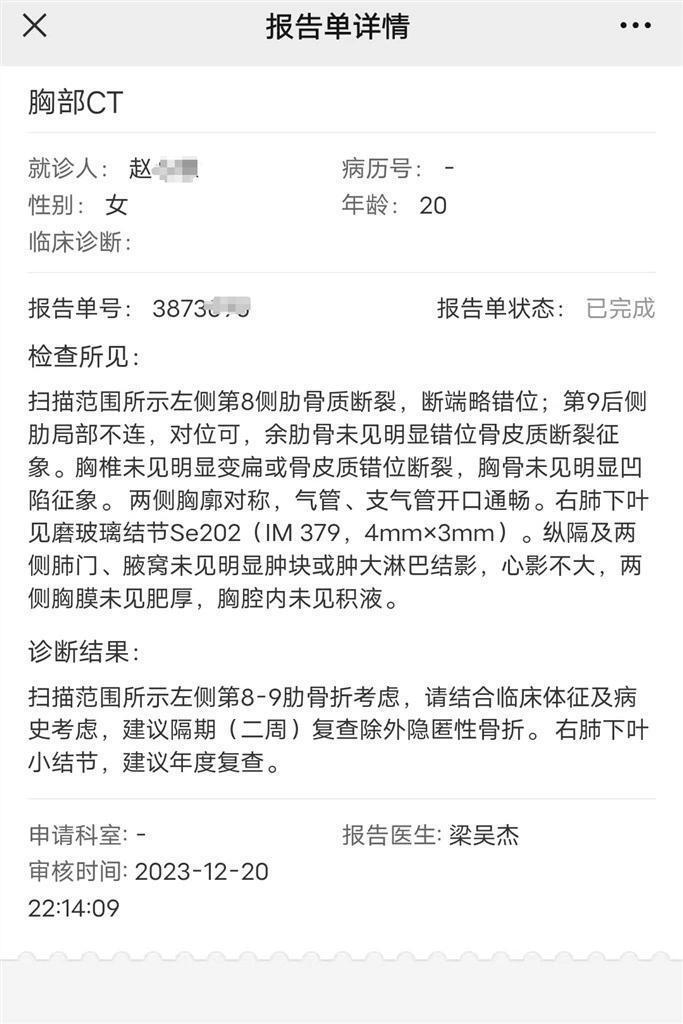 报告单详情
胸部CT
就诊人： 赵 病历号： -
性别： 女 年龄： 20
临床诊断：
报告单号： 3873 报告单状态： 已完成
检查所见：
扫描范围所示左侧第8侧肋骨质断裂，断端略错位；第9后侧
肋局部不连，对位可，余肋骨未见明显错位骨皮质断裂征
象。胸椎未见明显变扁或骨皮质错位断裂，胸骨未见明显凹
陷征象。 两侧胸廓对称，气管、支气管开口通畅。右肺下叶
见磨玻璃结节Se202（IM 379，4mm×3mm）。纵隔及两
侧肺门、腋窝未见明显肿块或肿大淋巴结影，心影不大，两
侧胸膜未见肥厚，胸腔内未见积液。
诊断结果：
扫描范围所示左侧第8-9肋骨折考虑，请结合临床体征及病
史考虑，建议隔期（二周）复查除外隐匿性骨折。 右肺下叶
小结节，建议年度复查。
申请科室: - 报告医生: 梁吴杰
审核时间: 2023-12-20
22:14:09